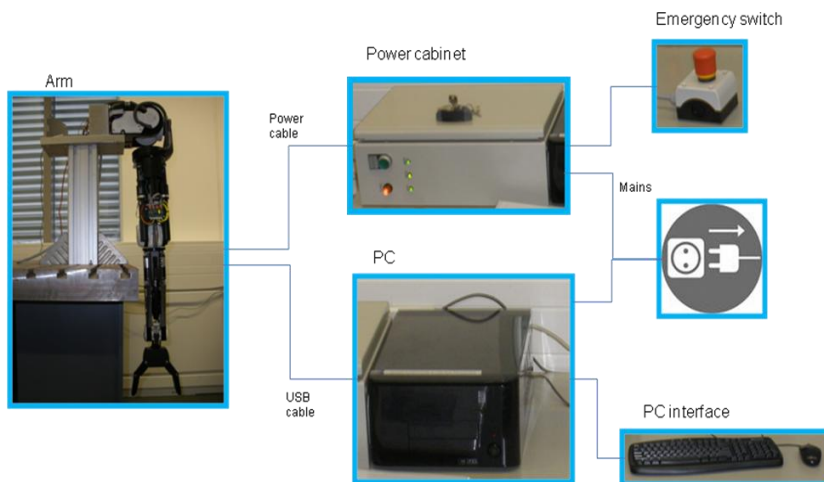 Emergency switch
Power cabinet
Arm
Power
cable
Mains
PC
USB
cable
PC interface